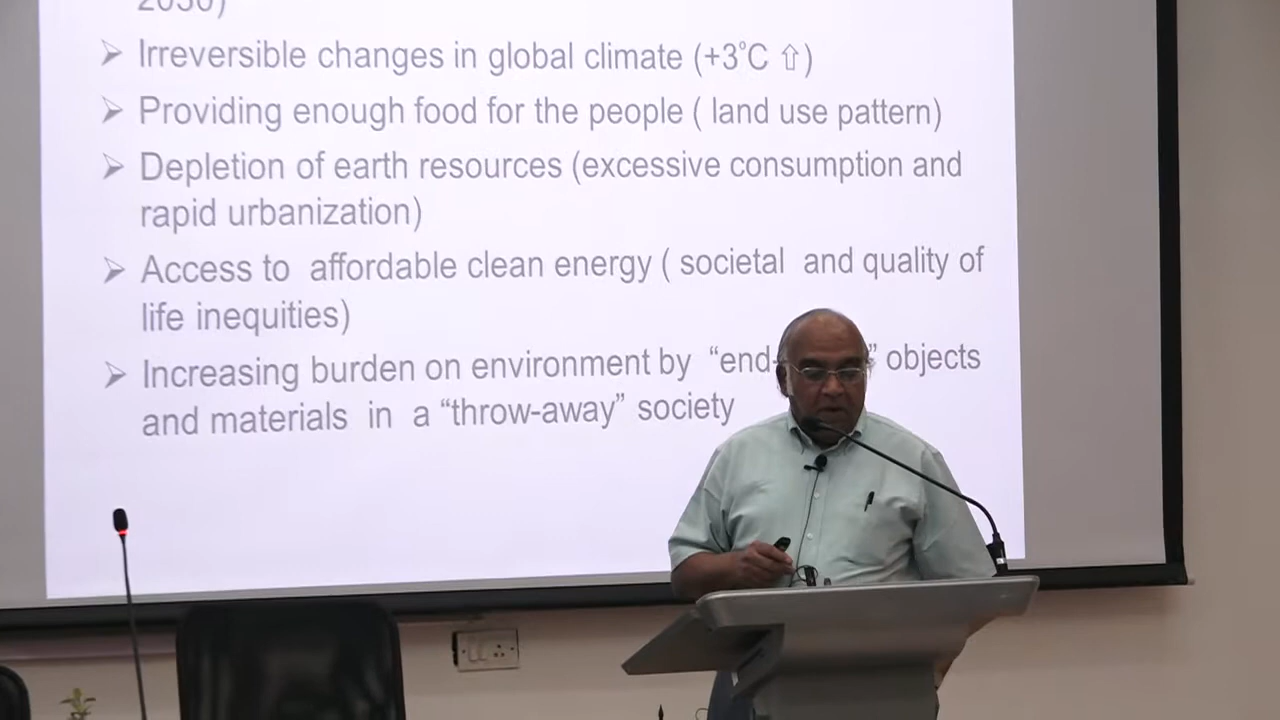 2030)
➢ Irreversible changes in global climate (+3°C ⇧)
➢ Providing enough food for the people ( land use pattern)
➢ Depletion of earth resources (excessive consumption and
rapid urbanization)
➢ Access to affordable clean energy ( societal and quality of
life inequities)
➢ Increasing burden on environment by “end- ” objects
and materials in a “throw-away” society